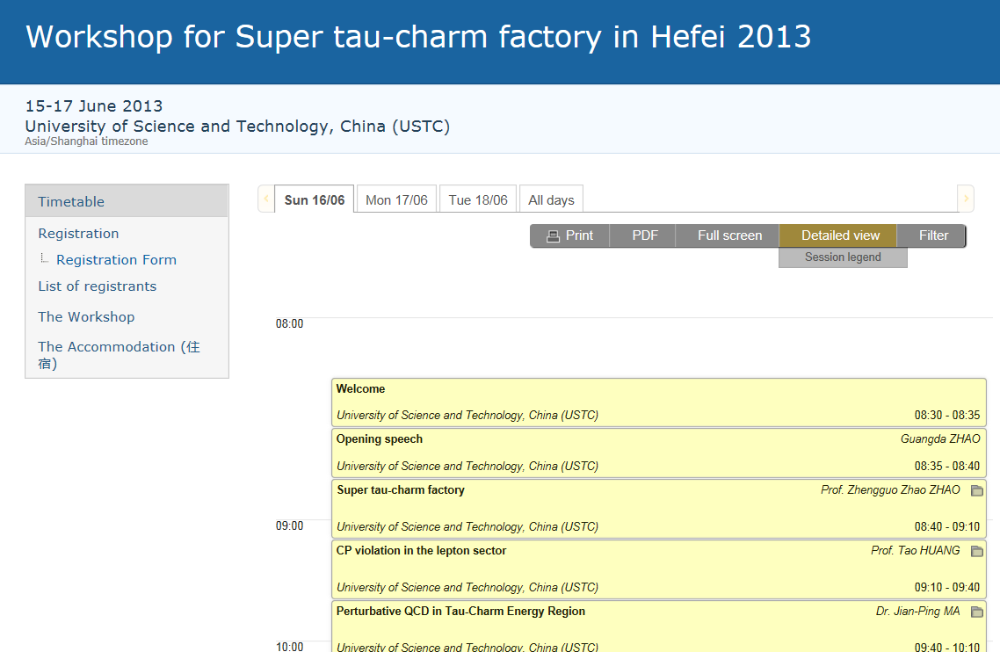 Workshop for Super tau-charm factory in Hefei 2013
15-17 June 2013
University of Science and Technology, China (USTC)
Asia/Shanghai timezone
Timetable
Registration
Registration Form
List of registrants
The Workshop
The Accommodation (住
宿)
Sun 16/06 Mon 17/06 Tue 18/06 All days
Print PDF Full screen Detailed view Filter
Session legend
08:00
Welcome
University of Science and Technology, China (USTC) 08:30 - 08:35
Opening speech Guangda ZHAO
University of Science and Technology, China (USTC) 08:35 - 08:40
Super tau-charm factory Prof. Zhengguo Zhao ZHAO
09:00 University of Science and Technology, China (USTC) 08:40 - 09:10
CP violation in the lepton sector Prof. Tao HUANG
University of Science and Technology, China (USTC) 09:10 - 09:40
Perturbative QCD in Tau-Charm Energy Region Dr. Jian-Ping MA
10:00 University of Science and Technology, China (USTC) 09:40 - 10:10